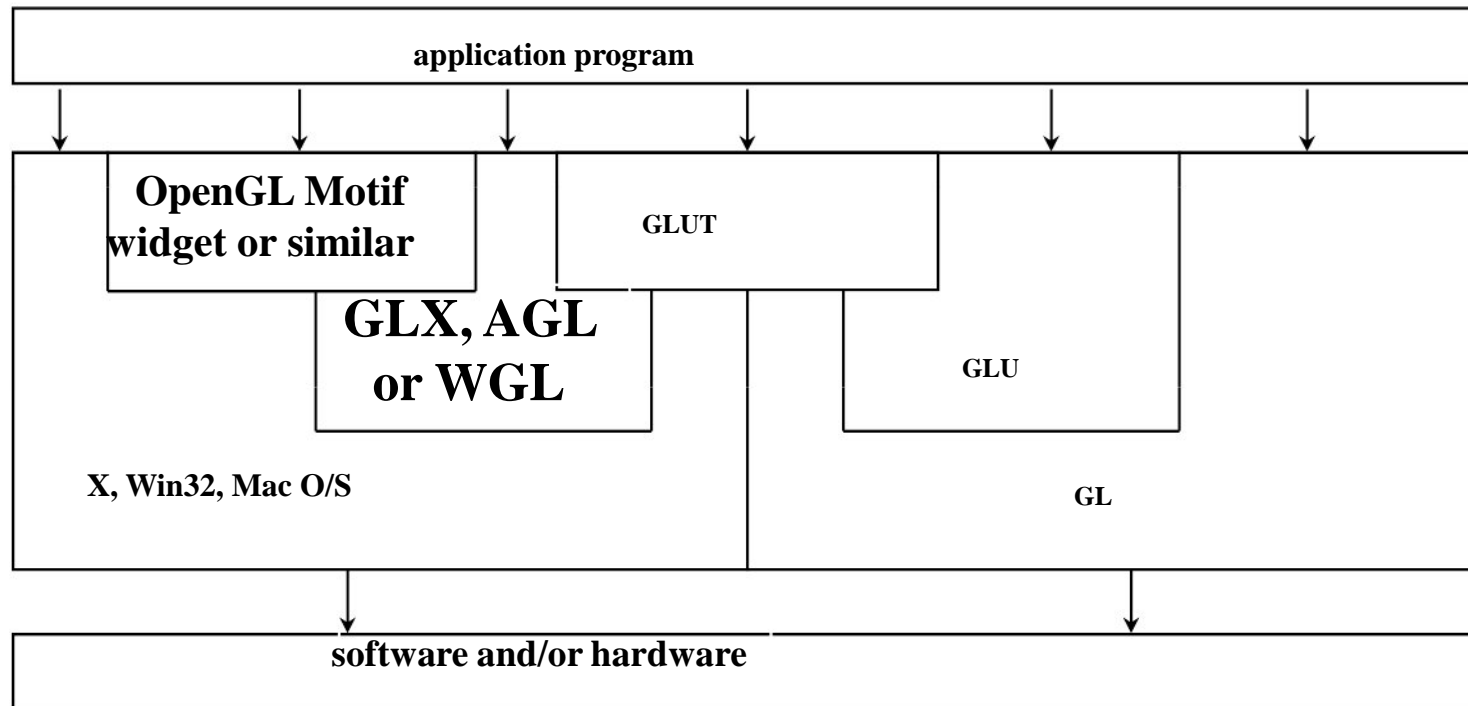 application program
OpenGL Motif
widget or similar
GLUT
GLX, AGL
or WGL
GLU
X, Win32, Mac O/S
GL
software and/or hardware